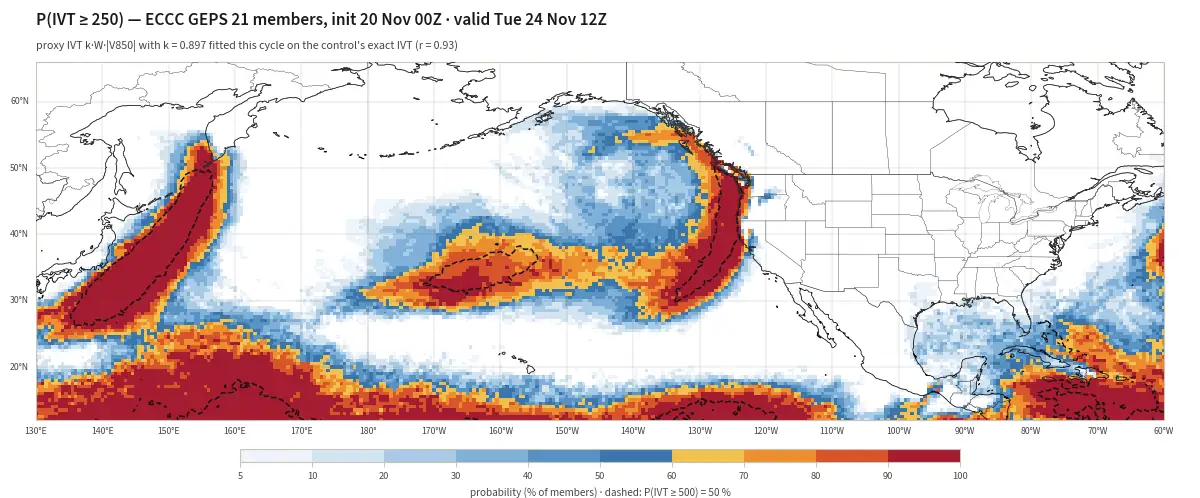 P(IVT ≥ 250) — ECCC GEPS 21 members, init 20 Nov 00Z · valid Tue 24 Nov 12Z
proxy IVT k·W·|V850| with k = 0.897 fitted this cycle on the control's exact IVT (r = 0.93)
60°N
50°N
40°N
30°N
20°N
130°E 140°E 150°E 160°E 170°E 180° 170°W 160°W 150°W 140°W 130°W 120°W 110°W 100°W 90°W 80°W 70°W 60°W
5 10 20 30 40 50 60 70 80 90 100
probability (% of members) · dashed: P(IVT ≥ 500) = 50 %